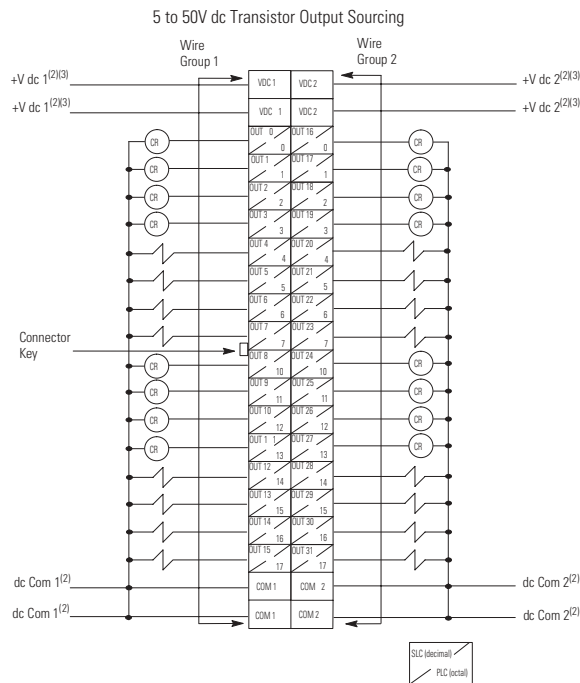 5 to 50V dc Transistor Output Sourcing
Wire Group 1
Wire Group 2
+V dc 1(2)(3) VDC 1 VDC 2 +V dc 2(2)(3)
+V dc 1(2)(3) VDC 1 VDC 2 +V dc 2(2)(3)
CR OUT 0 0 OUT 16 0 CR
CR OUT 1 1 OUT 17 1 CR
CR OUT 2 2 OUT 18 2 CR
CR OUT 3 3 OUT 19 3 CR
OUT 4 4 OUT 20 4
OUT 5 5 OUT 21 5
OUT 6 6 OUT 22 6
OUT 7 7 OUT 23 7
Connector Key
CR OUT 8 10 OUT 24 10 CR
CR OUT 9 11 OUT 25 11 CR
CR OUT 10 12 OUT 26 12 CR
CR OUT 1 1 13 OUT 27 13 CR
OUT 12 14 OUT 28 14
OUT 13 15 OUT 29 15
OUT 14 16 OUT 30 16
OUT 15 17 OUT 31 17
dc Com 1(2) COM 1 COM 2 dc Com 2(2)
dc Com 1(2) COM 1 COM 2 dc Com 2(2)
SLC (decimal)
PLC (octal)